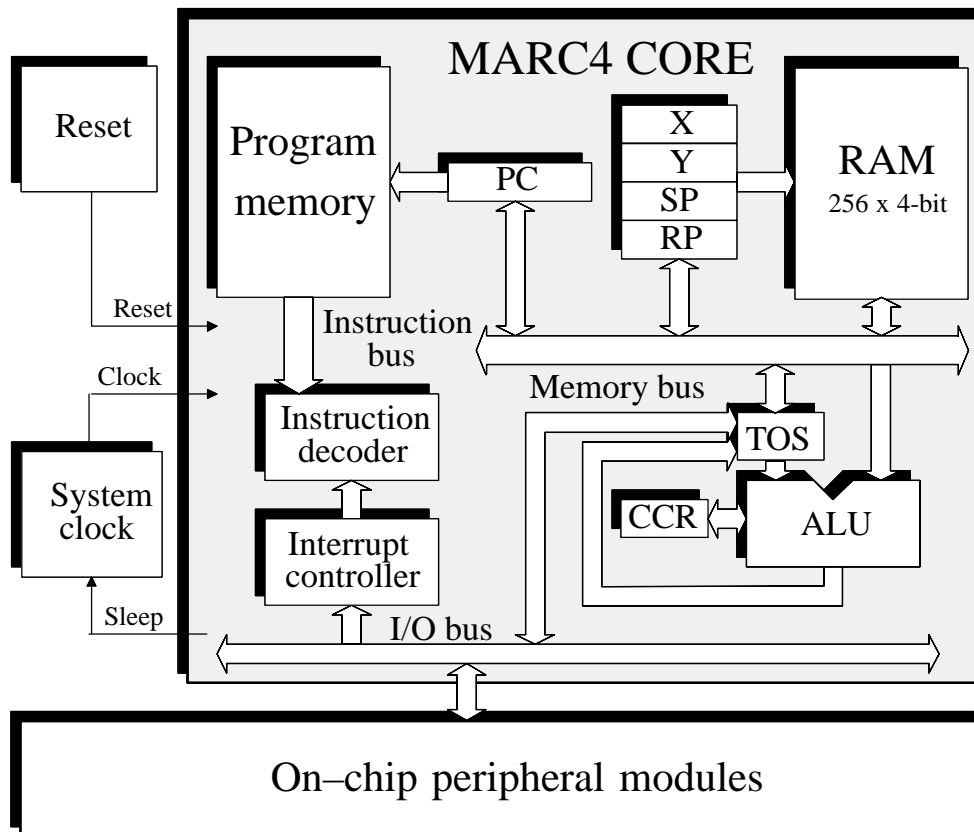 MARC4 CORE
Reset
Program
memory
PC
X
Y
SP
RP
RAM
256 x 4-bit
Reset
Instruction
bus
Clock
Memory bus
Instruction
decoder
TOS
System
clock
CCR
ALU
Interrupt
controller
Sleep
I/O bus
On–chip peripheral modules